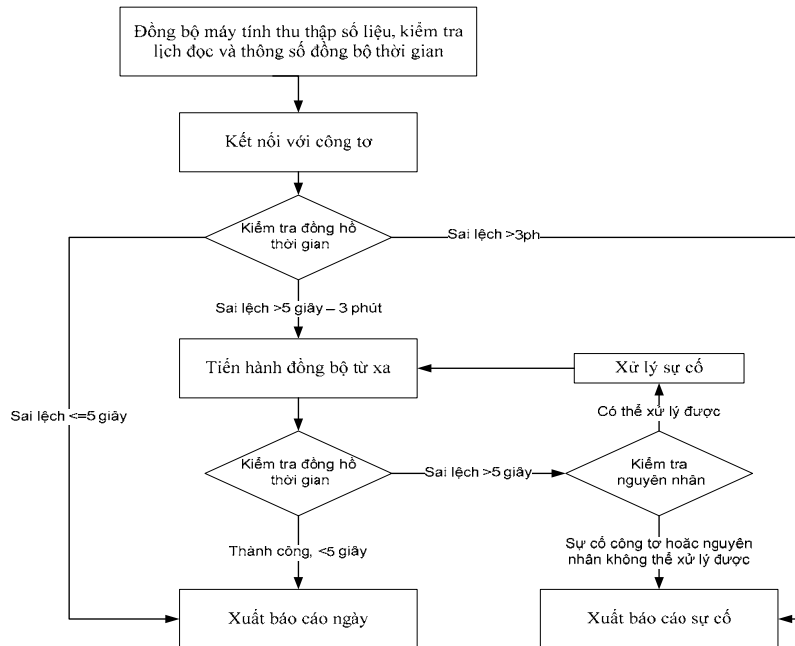 Đồng bộ máy tính thu thập số liệu, kiểm tra
lịch đọc và thông số đồng bộ thời gian
Kết nối với công tơ
Kiểm tra đồng hồ
thời gian
Sai lệch >3ph
Sai lệch >5 giây – 3 phút
Tiến hành đồng bộ từ xa
Xử lý sự cố
Sai lệch <=5 giây
Có thể xử lý được
Kiểm tra đồng hồ
thời gian
Sai lệch >5 giây
Kiểm tra
nguyên nhân
Thành công, <5 giây
Sự cố công tơ hoặc nguyên
nhân không thể xử lý được
Xuất báo cáo ngày
Xuất báo cáo sự cố